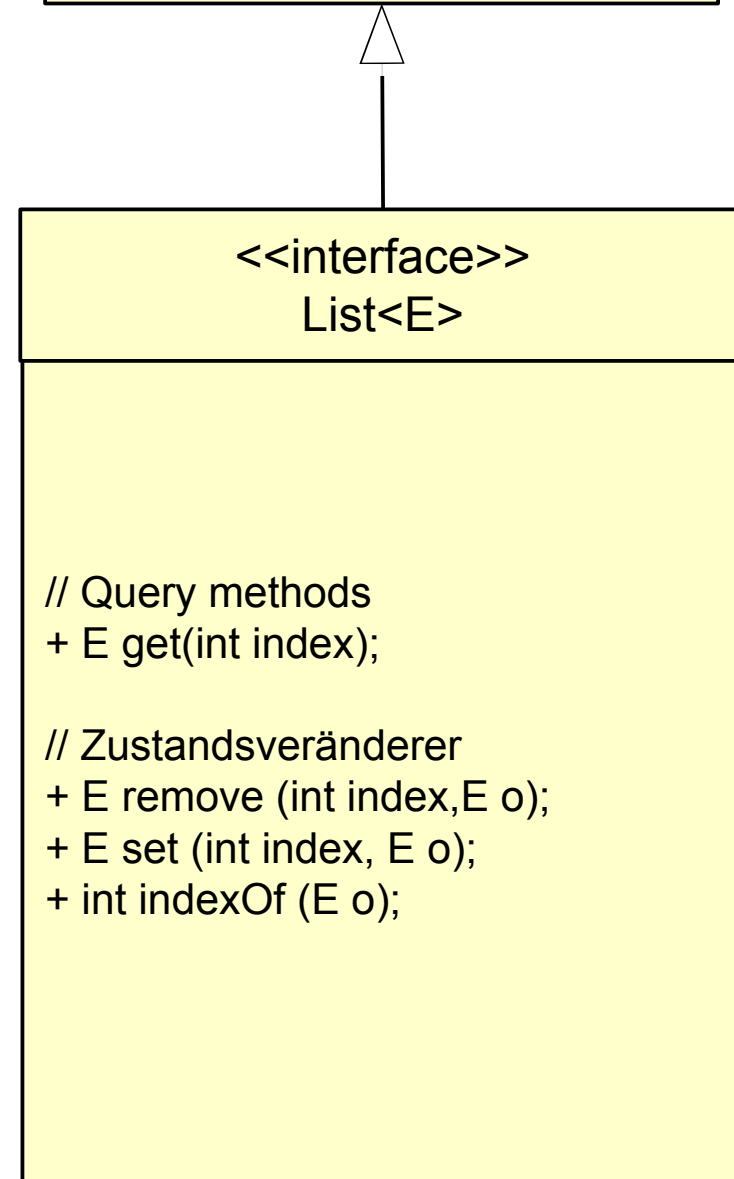 <<interface>>
List<E>
// Query methods
+ E get(int index);
// Zustandsveränderer
+ E remove (int index,E o);
+ E set (int index, E o);
+ int indexOf (E o);